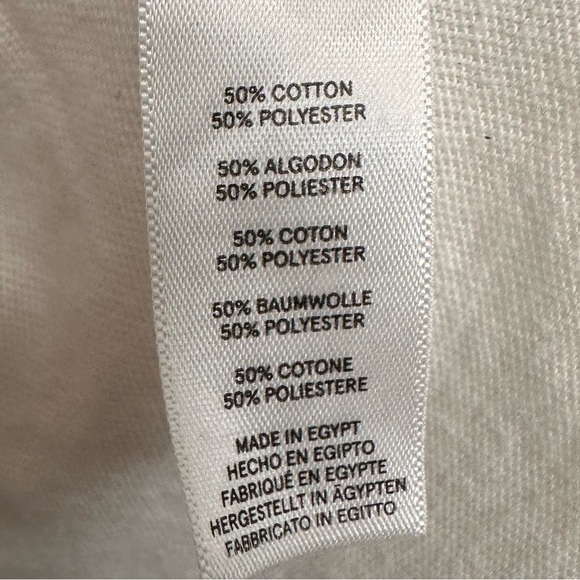 50% COTTON
50% POLYESTER
50% ALGODON
50% POLIESTER
50% COTON
50% POLYESTER
50% BAUMWOLLE
50% POLYESTER
50% COTONE
50% POLIESTERE
MADE IN EGYPT
HECHO EN EGIPTO
FABRIQUÉ EN EGYPTE
HERGESTELLT IN ÄGYPTEN
FABBRICATO IN EGITTO